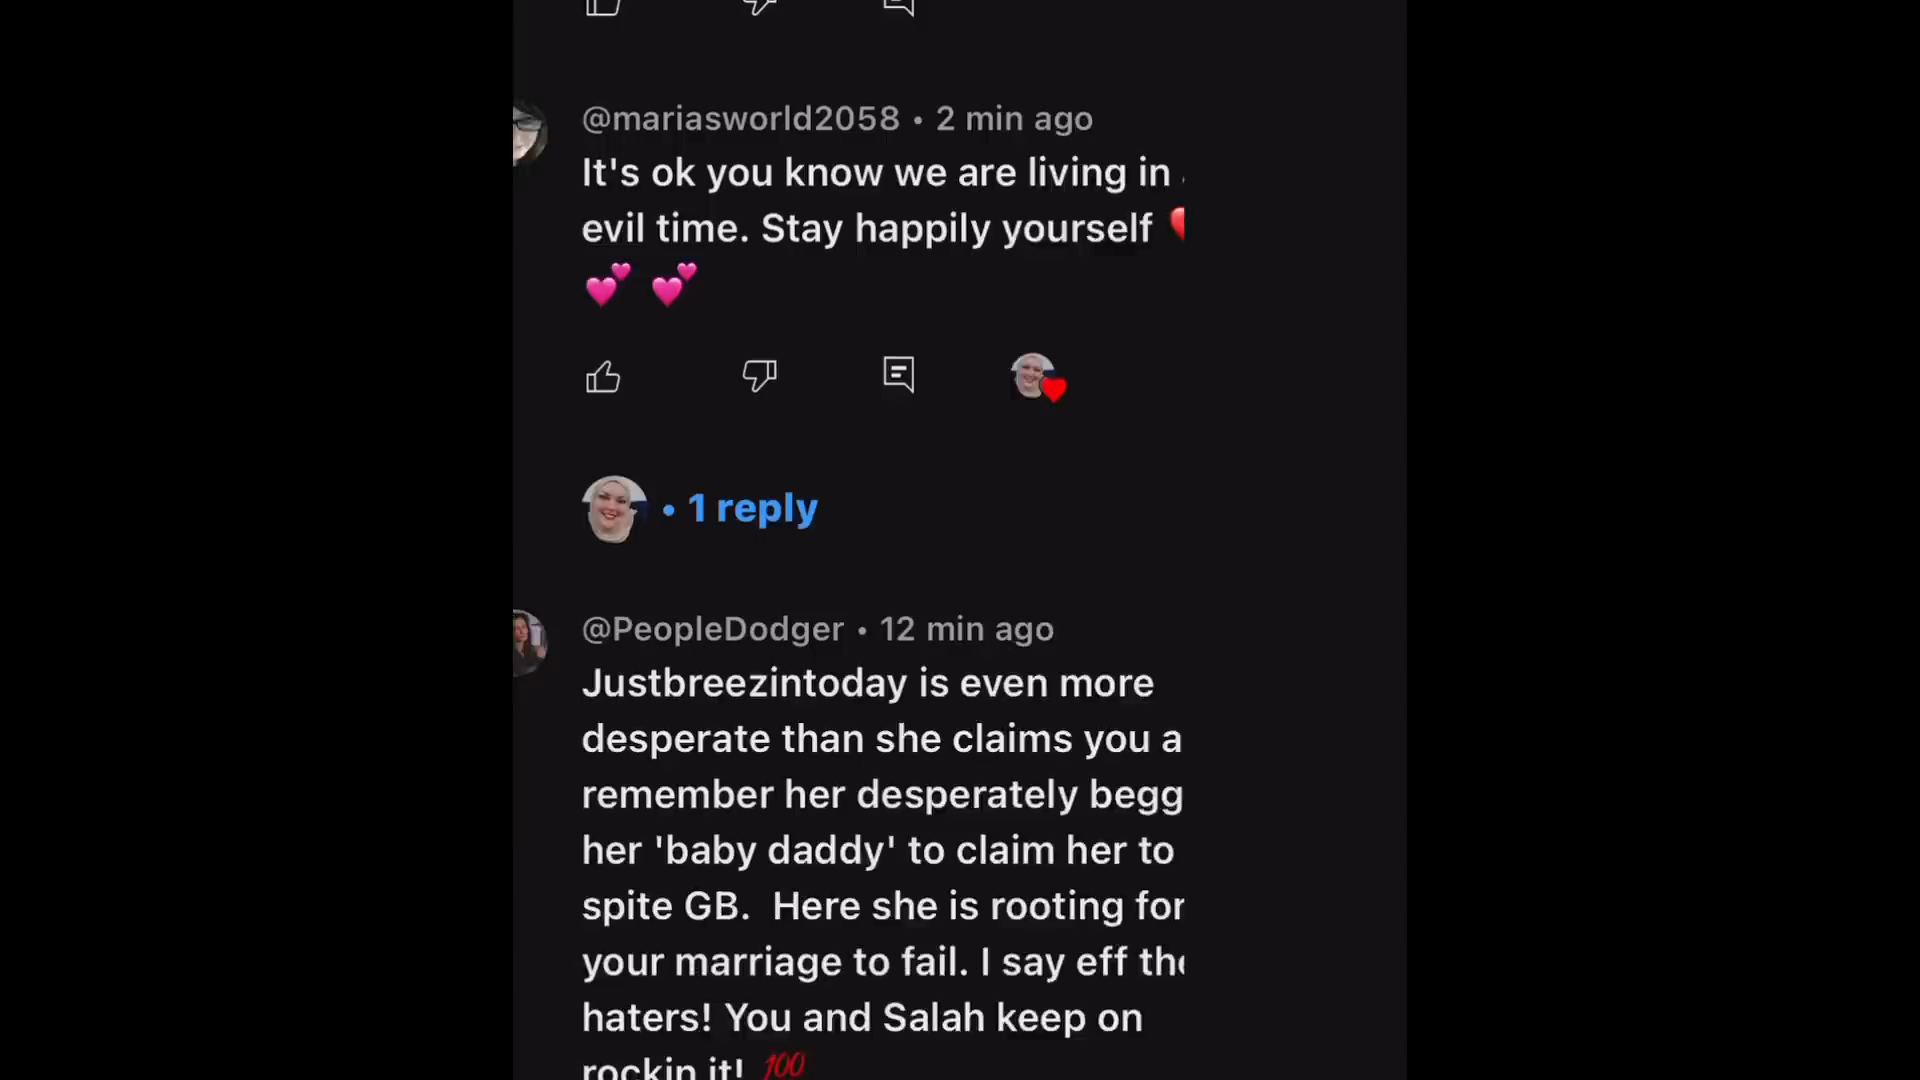 @mariasworld2058 • 2 min ago
It's ok you know we are living in
evil time. Stay happily yourself
• 1 reply
@PeopleDodger • 12 min ago
Justbreezintoday is even more
desperate than she claims you a
remember her desperately begg
her 'baby daddy' to claim her to
spite GB. Here she is rooting for
your marriage to fail. I say eff the
haters! You and Salah keep on
rockin it! 💯